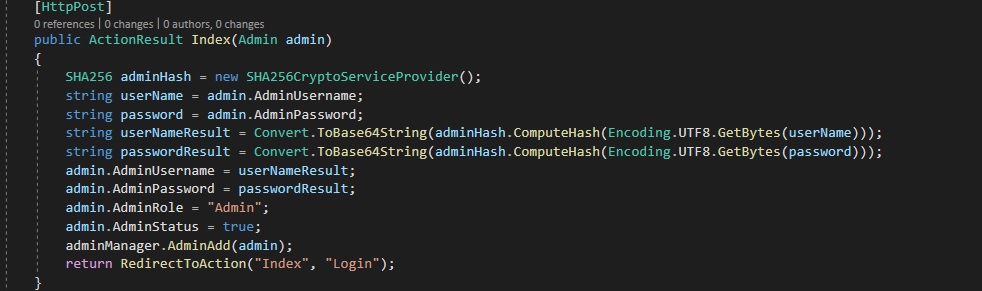 [HttpPost]
0 references | 0 changes | 0 authors, 0 changes
public ActionResult Index(Admin admin)
{
SHA256 adminHash = new SHA256CryptoServiceProvider();
string userName = admin.AdminUsername;
string password = admin.AdminPassword;
string userNameResult = Convert.ToBase64String(adminHash.ComputeHash(Encoding.UTF8.GetBytes(userName)));
string passwordResult = Convert.ToBase64String(adminHash.ComputeHash(Encoding.UTF8.GetBytes(password)));
admin.AdminUsername = userNameResult;
admin.AdminPassword = passwordResult;
admin.AdminRole = "Admin";
admin.AdminStatus = true;
adminManager.AdminAdd(admin);
return RedirectToAction("Index", "Login");
}